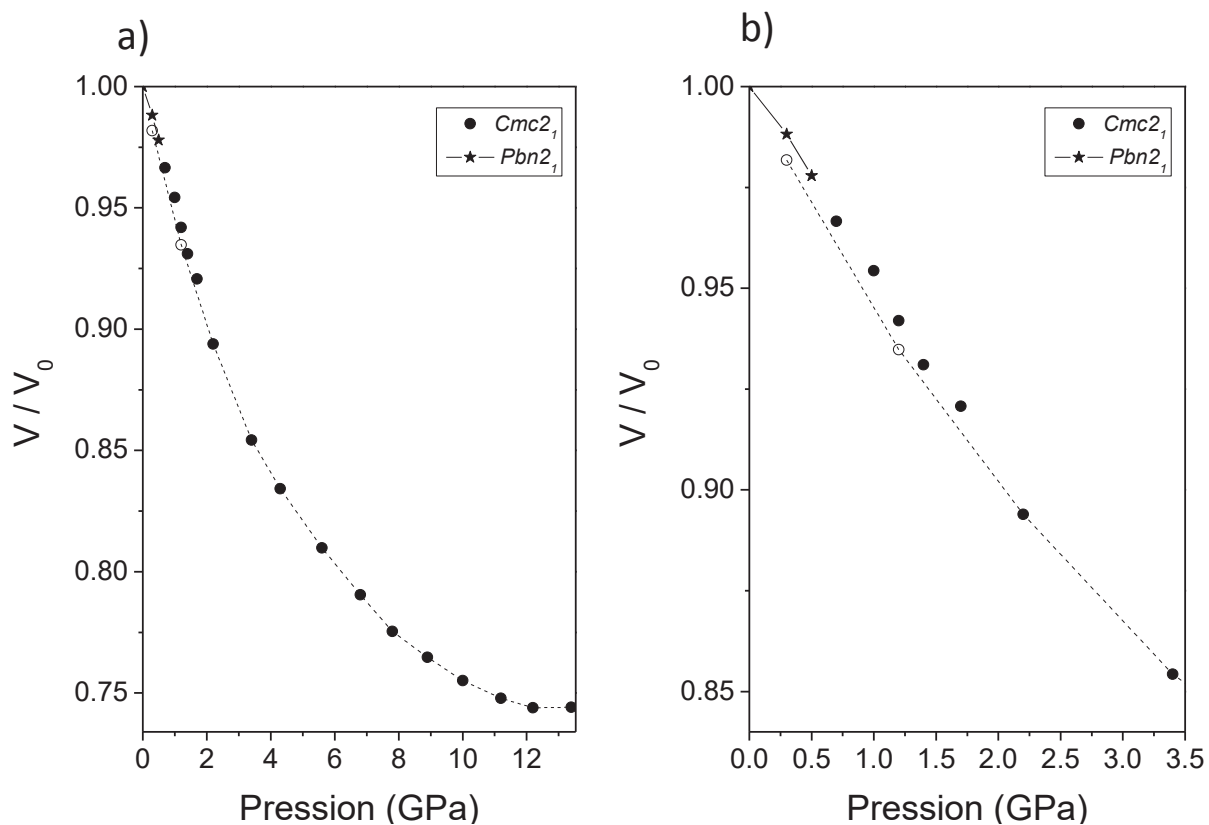 a)
1.00
0.95
0.90
0.85
0.80
0.75
V / V₀
0 2 4 6 8 10 12
Pression (GPa)
Cmc2₁
Pbn2₁
b)
1.00
0.95
0.90
0.85
V / V₀
0.0 0.5 1.0 1.5 2.0 2.5 3.0 3.5
Pression (GPa)
Cmc2₁
Pbn2₁